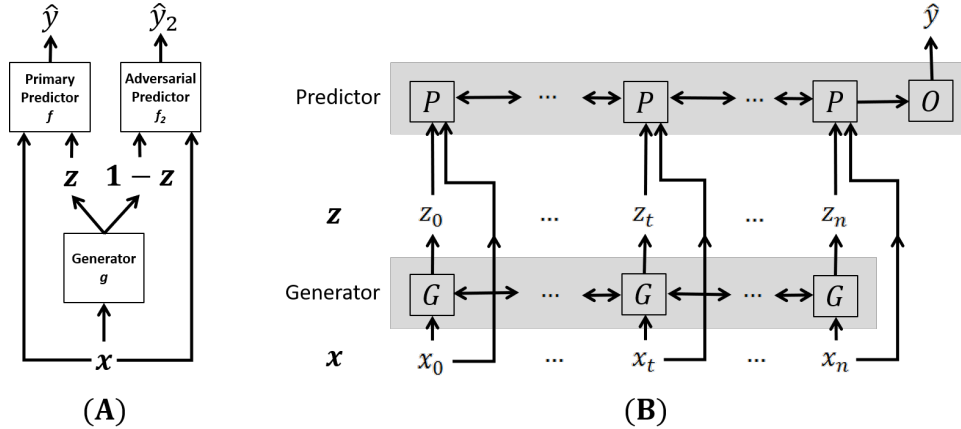 ŷ ŷ₂
Primary
Predictor
f
Adversarial
Predictor
f₂
z 1 − z
Generator
g
x
(A)
ŷ
Predictor P ... P ... P O
z z₀ ... zₜ ... zₙ
Generator G ... G ... G
x x₀ ... xₜ ... xₙ
(B)